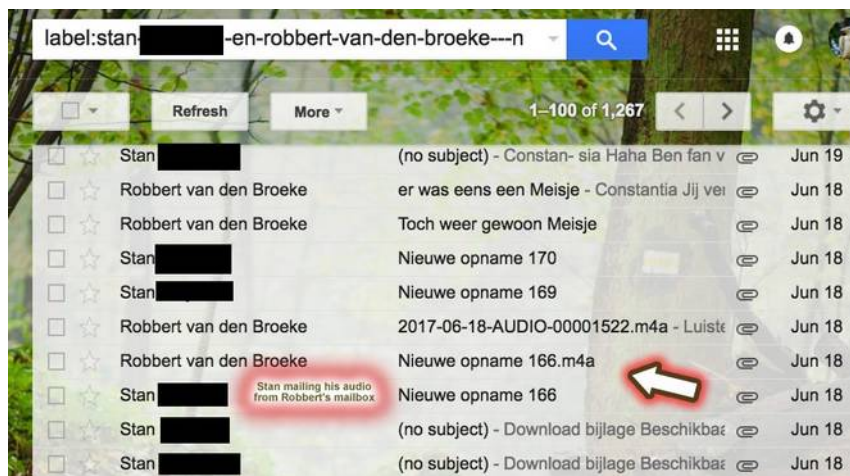 label:stan- -en-robbert-van-den-broeke---n
Refresh More 1–100 of 1,267
Stan (no subject) - Constan- sia Haha Ben fan v Jun 19
Robbert van den Broeke er was eens een Meisje - Constantia Jij ver Jun 18
Robbert van den Broeke Toch weer gewoon Meisje Jun 18
Stan Nieuwe opname 170 Jun 18
Stan Nieuwe opname 169 Jun 18
Robbert van den Broeke 2017-06-18-AUDIO-00001522.m4a - Luiste Jun 18
Robbert van den Broeke Nieuwe opname 166.m4a Jun 18
Stan Nieuwe opname 166 Jun 18
Stan mailing his audio
from Robbert's mailbox
Stan (no subject) - Download bijlage Beschikbaa Jun 18
Stan (no subject) - Download bijlage Beschikbaa Jun 18